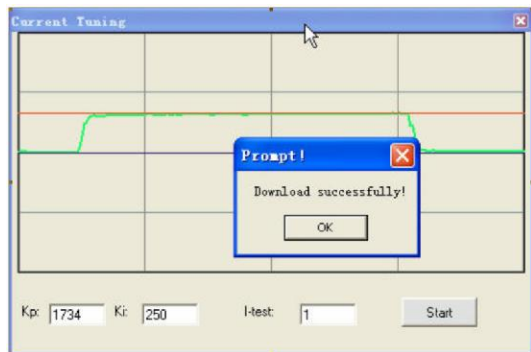 Current Tuning
Prompt!
Download successfully!
OK
Kp: 1734 Ki: 250 I-test: 1 Start